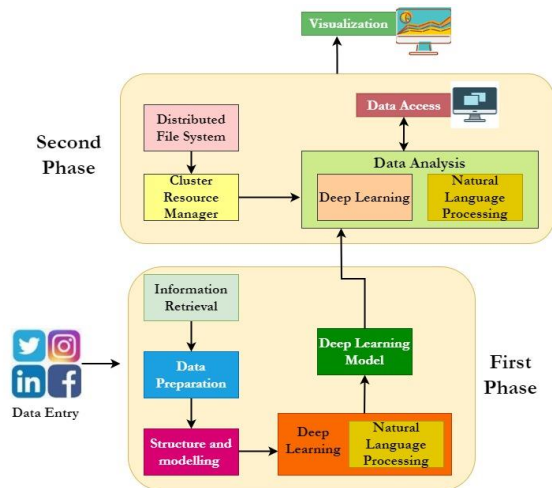 Visualization
Second
Phase
Distributed
File System
Cluster
Resource
Manager
Data Access
Data Analysis
Deep Learning
Natural
Language
Processing
Information
Retrieval
Data
Preparation
Structure and
modelling
Deep
Learning
Natural
Language
Processing
Deep Learning
Model
First
Phase
in
f
Data Entry